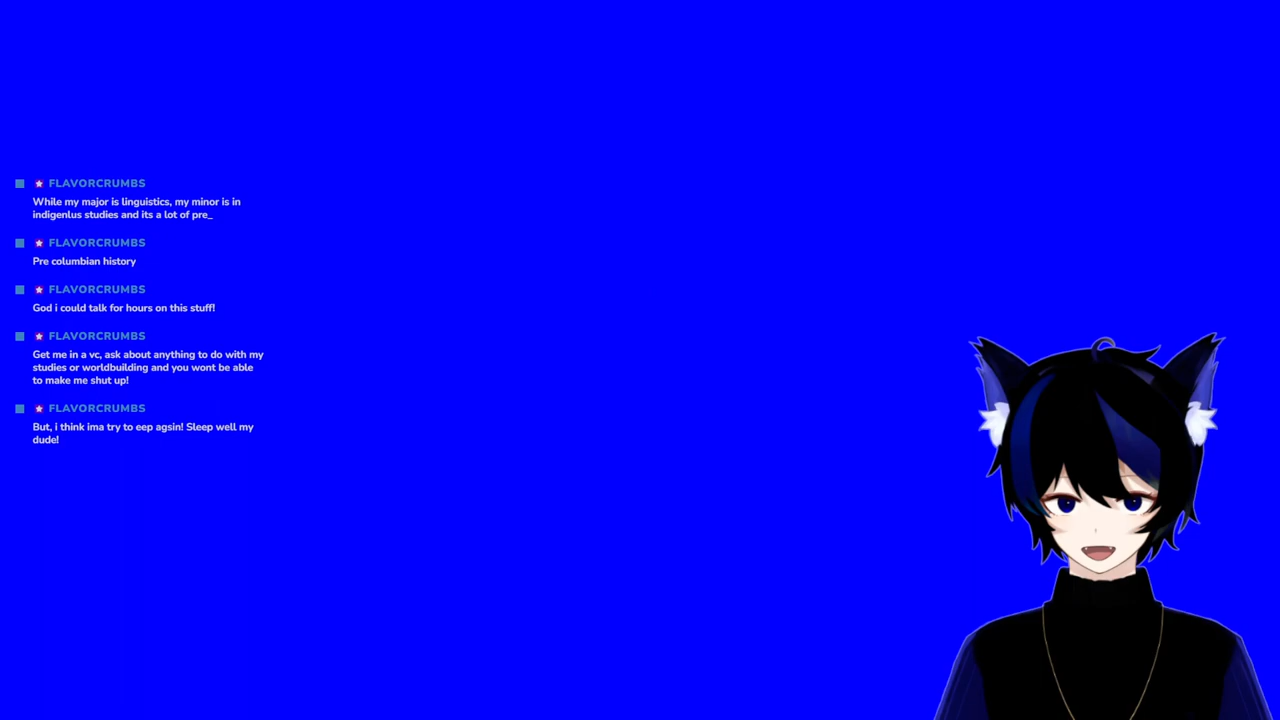 FLAVORCRUMBS
While my major is linguistics, my minor is in
indigenlus studies and its a lot of pre_
FLAVORCRUMBS
Pre columbian history
FLAVORCRUMBS
God i could talk for hours on this stuff!
FLAVORCRUMBS
Get me in a vc, ask about anything to do with my
studies or worldbuilding and you wont be able
to make me shut up!
FLAVORCRUMBS
But, i think ima try to eep agsin! Sleep well my
dude!